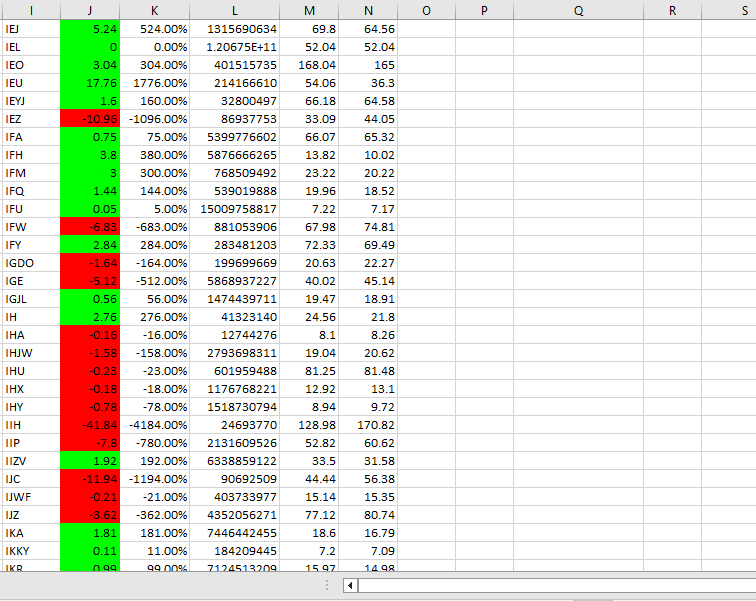 I J K L M N O P Q R S
IEJ 5.24 524.00% 1315690634 69.8 64.56
IEL 0 0.00% 1.20675E+11 52.04 52.04
IEO 3.04 304.00% 401515735 168.04 165
IEU 17.76 1776.00% 214166610 54.06 36.3
IEYJ 1.6 160.00% 32800497 66.18 64.58
IEZ -10.96 -1096.00% 86937753 33.09 44.05
IFA 0.75 75.00% 5399776602 66.07 65.32
IFH 3.8 380.00% 5876666265 13.82 10.02
IFM 3 300.00% 768509492 23.22 20.22
IFQ 1.44 144.00% 539019888 19.96 18.52
IFU 0.05 5.00% 15009758817 7.22 7.17
IFW -6.83 -683.00% 881053906 67.98 74.81
IFY 2.84 284.00% 283481203 72.33 69.49
IGDO -1.64 -164.00% 199699669 20.63 22.27
IGE -5.12 -512.00% 5868937227 40.02 45.14
IGJL 0.56 56.00% 1474439711 19.47 18.91
IH 2.76 276.00% 41323140 24.56 21.8
IHA -0.16 -16.00% 12744276 8.1 8.26
IHJW -1.58 -158.00% 2793698311 19.04 20.62
IHU -0.23 -23.00% 601959488 81.25 81.48
IHX -0.18 -18.00% 1176768221 12.92 13.1
IHY -0.78 -78.00% 1518730794 8.94 9.72
IIH -41.84 -4184.00% 24693770 128.98 170.82
IIP -7.8 -780.00% 2131609526 52.82 60.62
IIZV 1.92 192.00% 6338859122 33.5 31.58
IJC -11.94 -1194.00% 90692509 44.44 56.38
IJWF -0.21 -21.00% 403733977 15.14 15.35
IJZ -3.62 -362.00% 4352056271 77.12 80.74
IKA 1.81 181.00% 7446442455 18.6 16.79
IKKY 0.11 11.00% 184209445 7.2 7.09
IKR 0.99 99.00% 7124513209 15.97 14.98